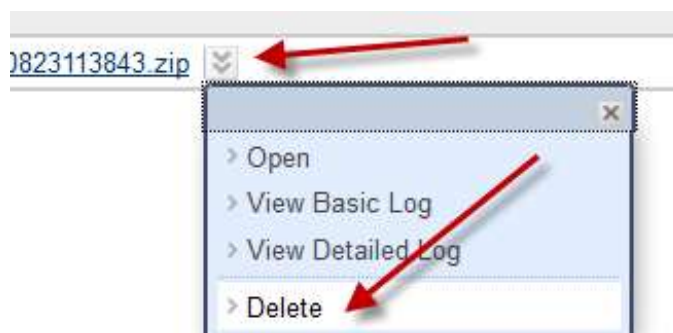 0823113843.zip
Open
View Basic Log
View Detailed Log
Delete